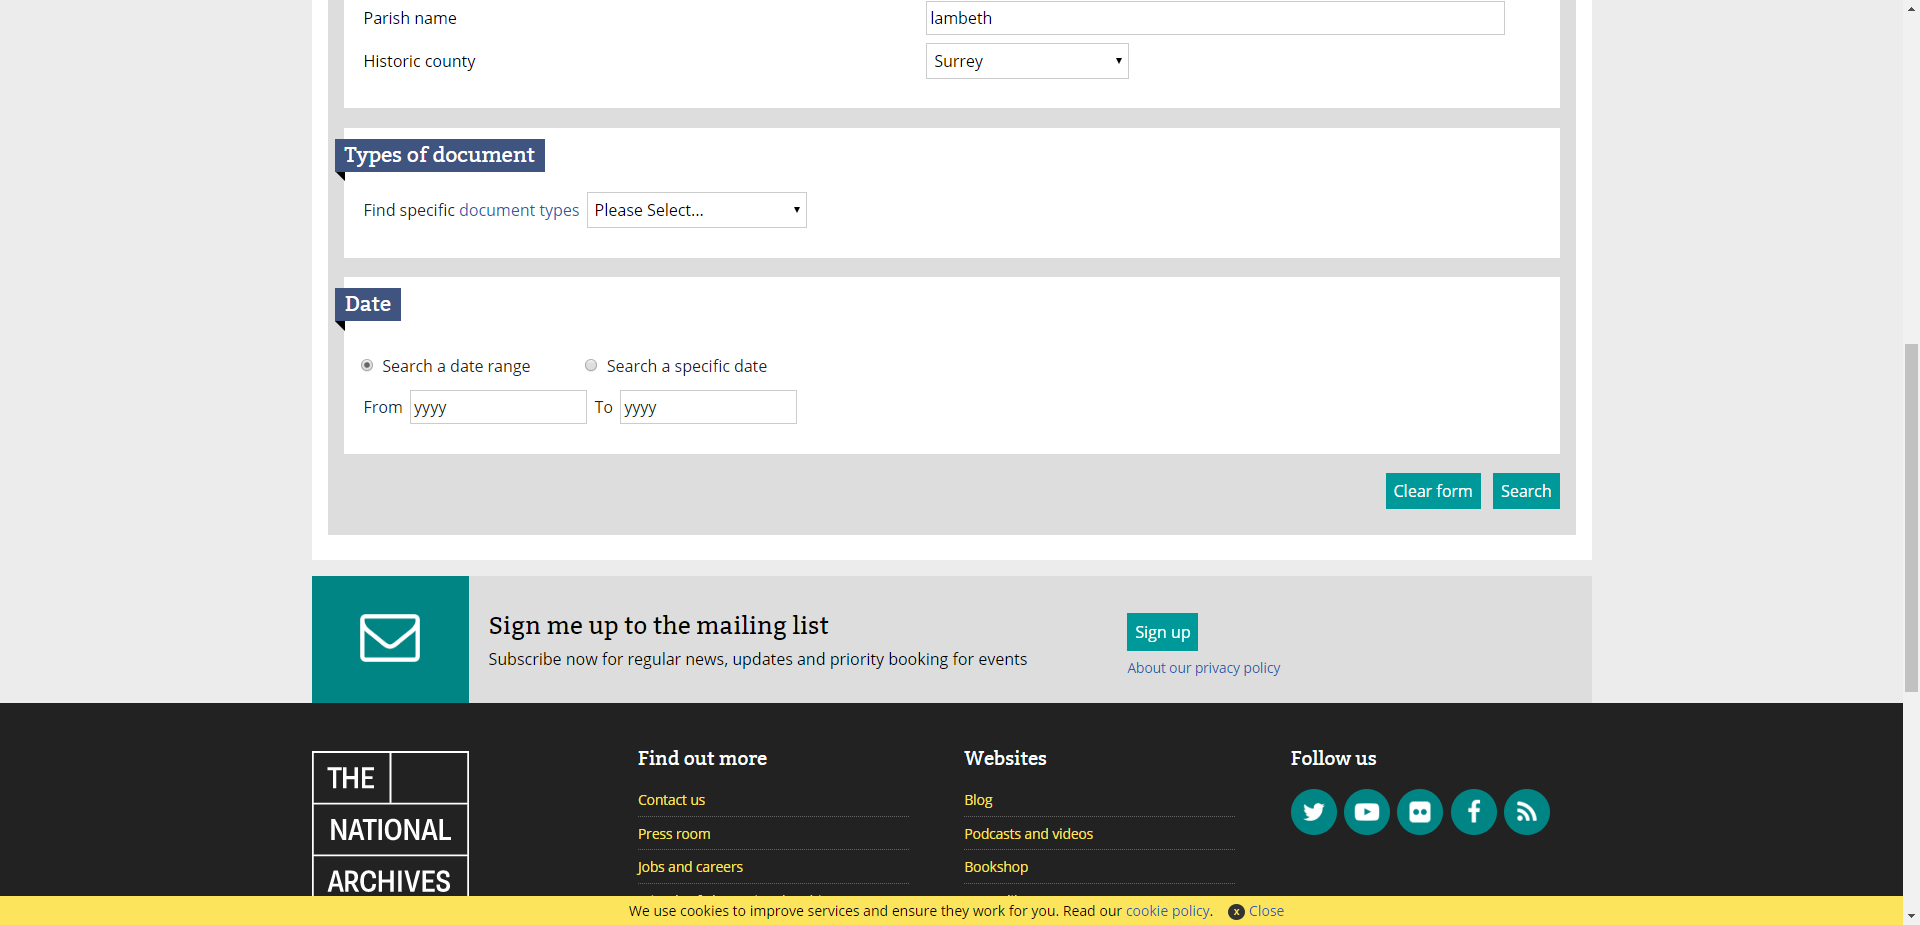 Parish name
lambeth
Historic county
Surrey
Types of document
Find specific document types
Please Select...
Date
Search a date range
Search a specific date
From
yyyy
To
yyyy
Clear form
Search
Sign me up to the mailing list
Subscribe now for regular news, updates and priority booking for events
Sign up
About our privacy policy
THE
NATIONAL
ARCHIVES
Find out more
Contact us
Press room
Jobs and careers
Websites
Blog
Podcasts and videos
Bookshop
Follow us
We use cookies to improve services and ensure they work for you. Read our cookie policy.
x Close